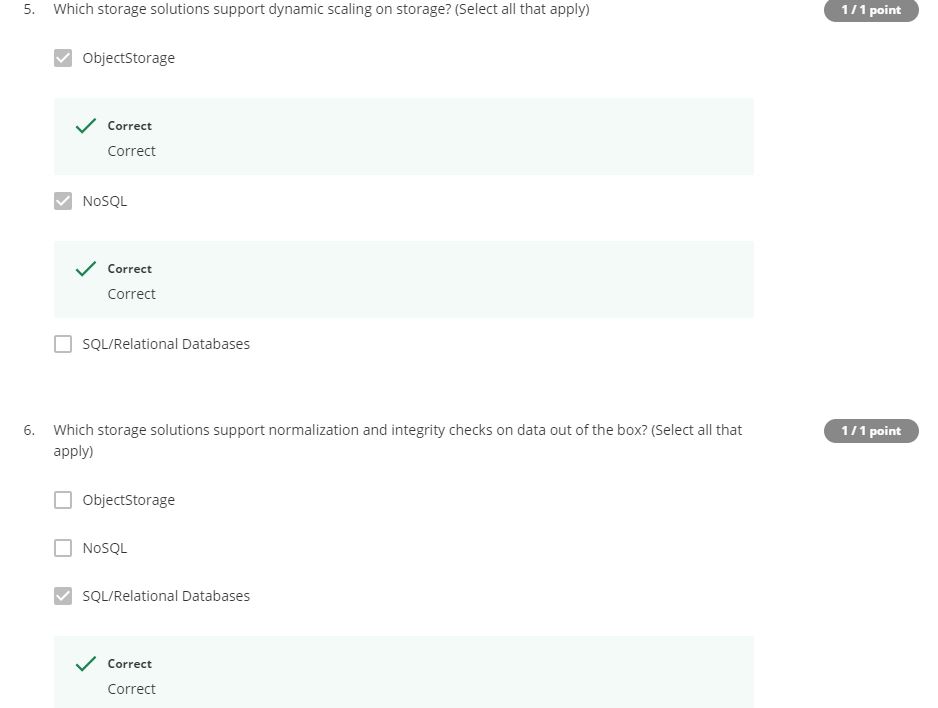 5. Which storage solutions support dynamic scaling on storage? (Select all that apply)
1 / 1 point
ObjectStorage
Correct
Correct
NoSQL
Correct
Correct
SQL/Relational Databases
6. Which storage solutions support normalization and integrity checks on data out of the box? (Select all that
apply)
1 / 1 point
ObjectStorage
NoSQL
SQL/Relational Databases
Correct
Correct